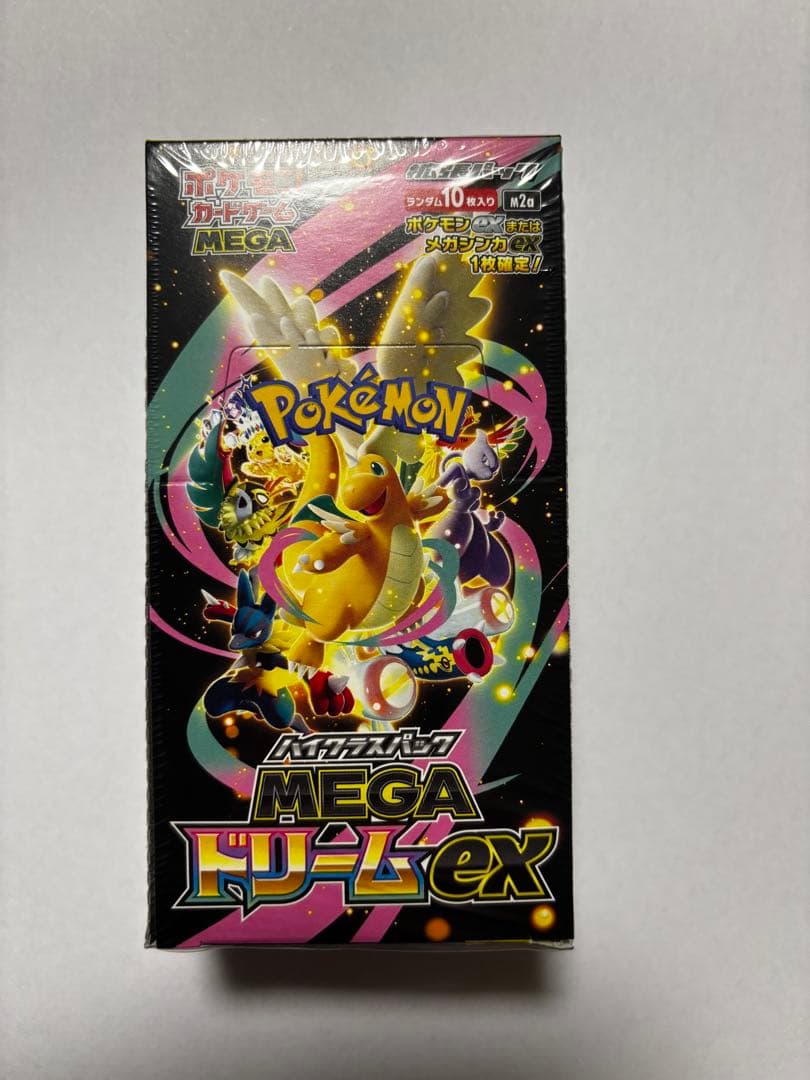 ポケモン
カードゲーム
MEGA
拡張パック
ランダム10枚入り M2a
ポケモンexまたは
メガシンカex
1枚確定!
POKéMON
TM
ハイクラスパック
MEGA
ドリームex